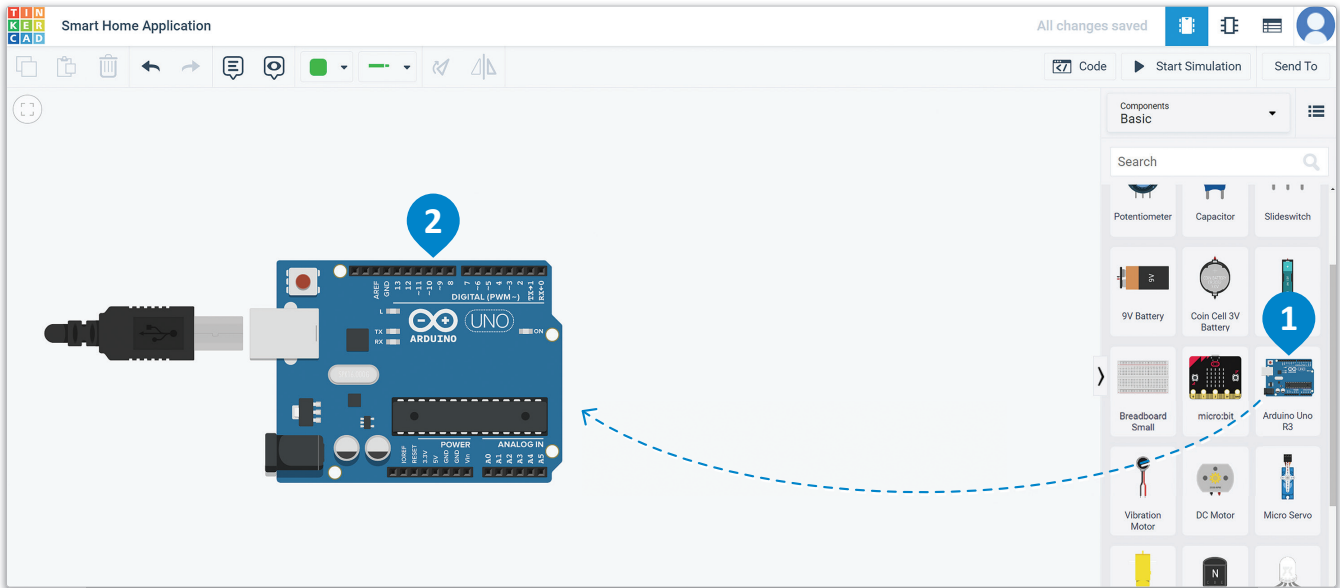 TIN
KER
CAD
Smart Home Application
All changes saved
Code
Start Simulation
Send To
Components
Basic
Search
Potentiometer
Capacitor
Slideswitch
9V
9V Battery
Coin Cell 3V
Battery
1
Breadboard
Small
micro:bit
Arduino Uno
R3
Vibration
Motor
DC Motor
Micro Servo
N
2
AREF
GND
13
12
~11
~10
~9
8
7
~6
~5
4
~3
2
TX→1
RX←0
DIGITAL (PWM~)
L
TX
RX
ARDUINO
UNO
ON
POWER
ANALOG IN
IOREF
RESET
3.3V
5V
GND
GND
Vin
A0
A1
A2
A3
A4
A5